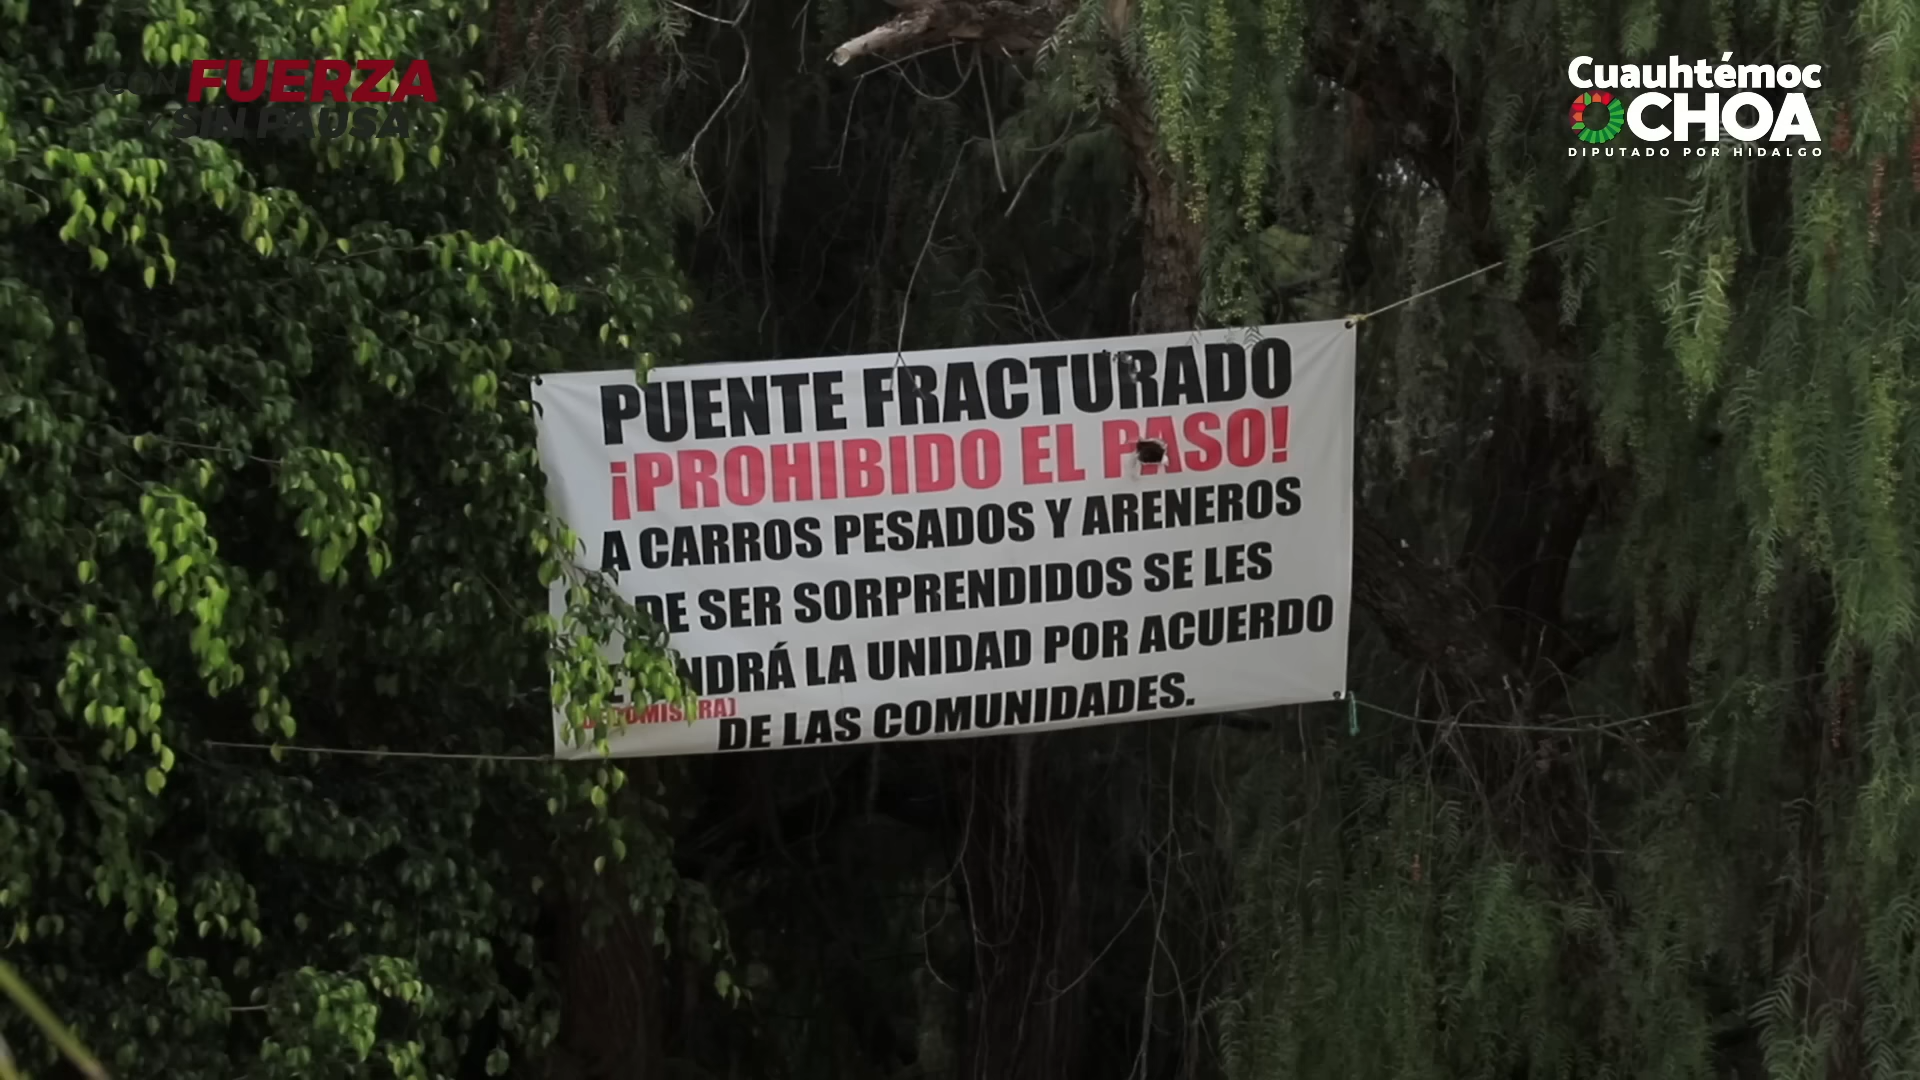 CON FUERZA
SIN PAUSA
Cuauhtémoc
OCHOA
DIPUTADO POR HIDALGO
PUENTE FRACTURADO
¡PROHIBIDO EL PASO!
A CARROS PESADOS Y ARENEROS
DE SER SORPRENDIDOS SE LES
LA UNIDAD POR ACUERDO
DE LAS COMUNIDADES.